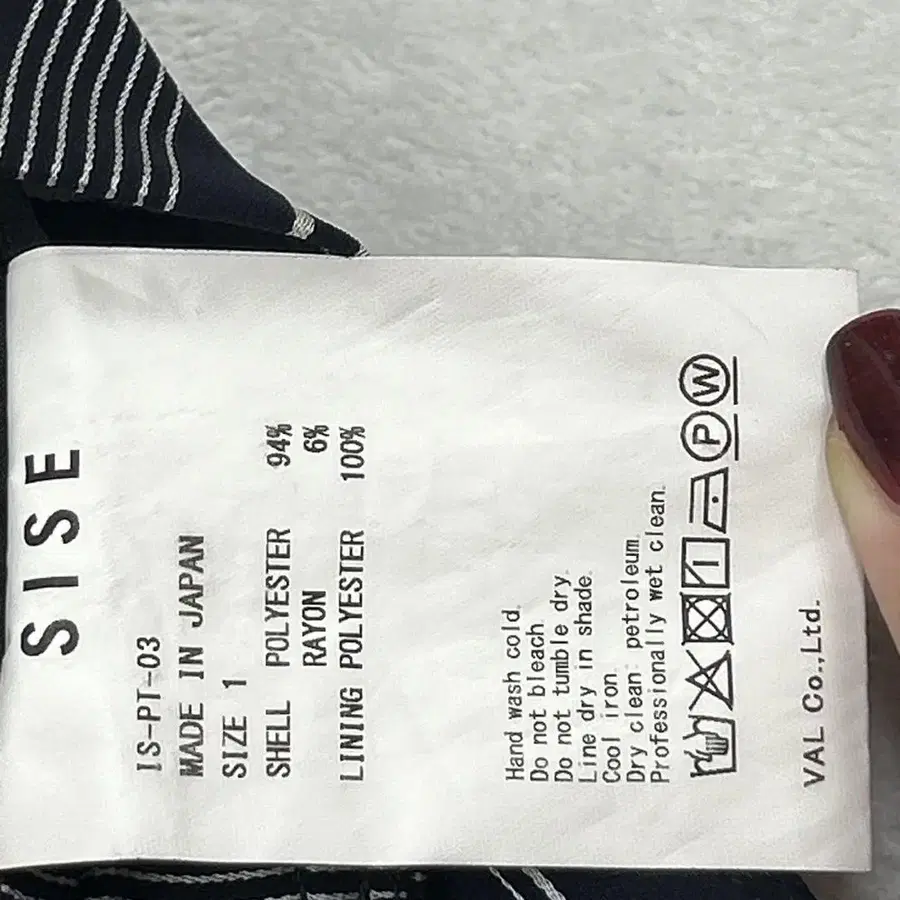 SISE
IS-PT-03
MADE IN JAPAN
SIZE 1
SHELL POLYESTER 94%
RAYON 6%
LINING POLYESTER 100%
Hand wash cold.
Do not bleach.
Do not tumble dry.
Line dry in shade.
Cool iron.
Dry clean: petroleum.
Professionally wet clean.
P W
VAL Co.,Ltd.